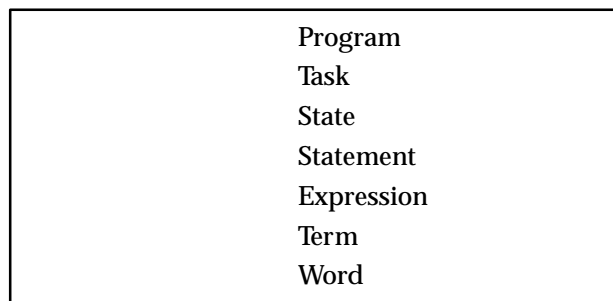 Program
Task
State
Statement
Expression
Term
Word